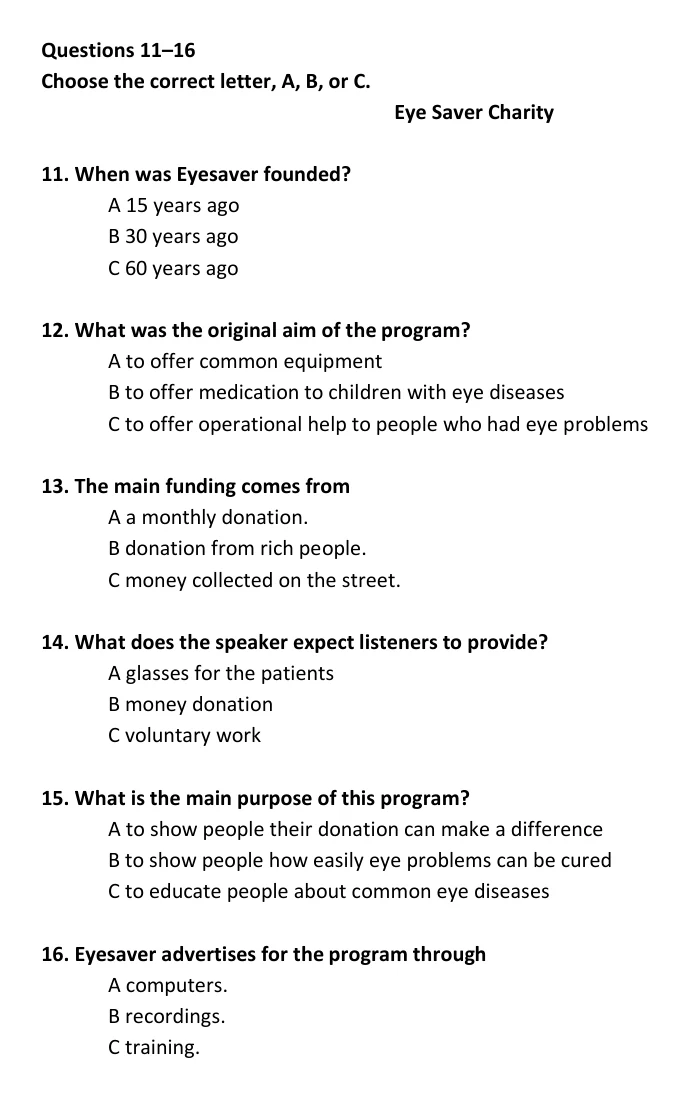 Questions 11–16
Choose the correct letter, A, B, or C.
Eye Saver Charity
11. When was Eyesaver founded?
A 15 years ago
B 30 years ago
C 60 years ago
12. What was the original aim of the program?
A to offer common equipment
B to offer medication to children with eye diseases
C to offer operational help to people who had eye problems
13. The main funding comes from
A a monthly donation.
B donation from rich people.
C money collected on the street.
14. What does the speaker expect listeners to provide?
A glasses for the patients
B money donation
C voluntary work
15. What is the main purpose of this program?
A to show people their donation can make a difference
B to show people how easily eye problems can be cured
C to educate people about common eye diseases
16. Eyesaver advertises for the program through
A computers.
B recordings.
C training.